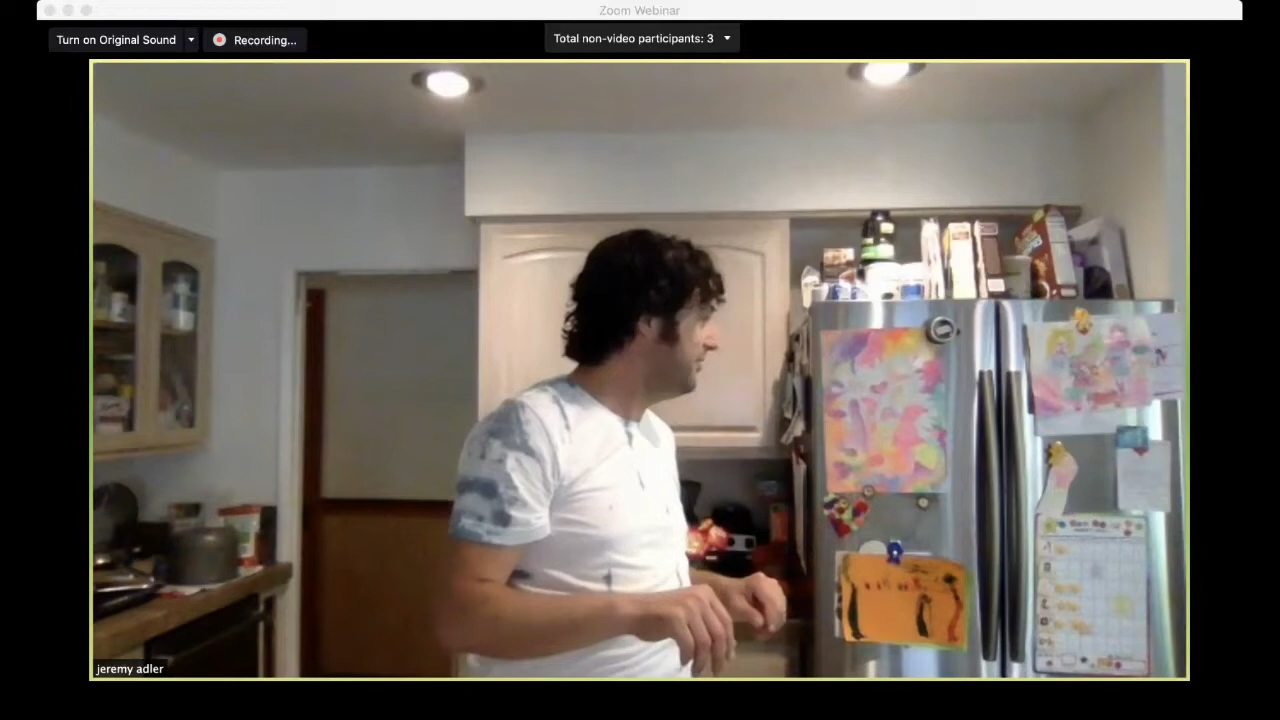 Zoom Webinar
Turn on Original Sound
Recording...
Total non-video participants: 3
jeremy adler